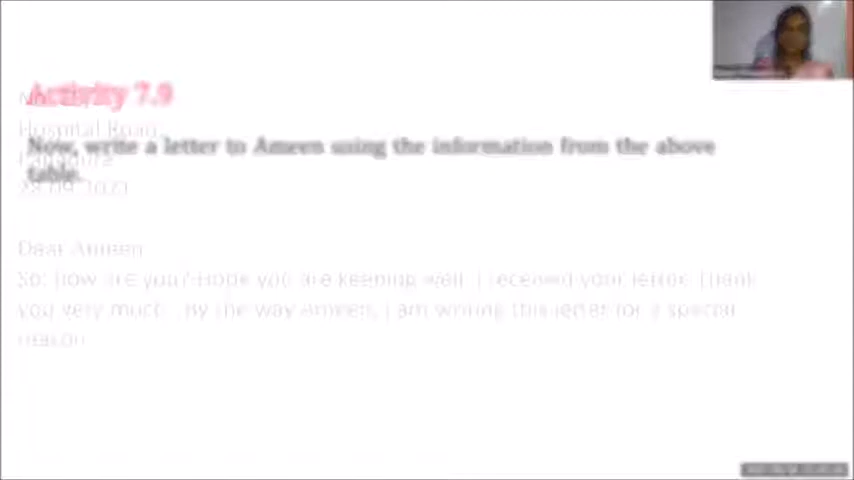 Activity 7.9
Now, write a letter to Ameen using the information from the above
table.
Hospital Road,
Dear Ameen
So, how are you? Hope you are keeping well. I received your letter. Thank
you very much. By the way Ameen, I am writing this letter for a special
reason